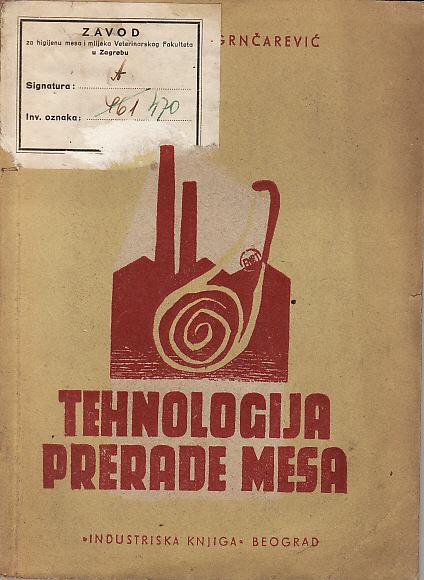 ZAVOD
za higijenu mesa i mlijeka Veterinarskog Fakulteta
u Zagrebu
Signatura: A
Inv. oznaka: 161 470
GRNČAREVIĆ
TEHNOLOGIJA
PRERADE MESA
»INDUSTRISKA KNJIGA« BEOGRAD